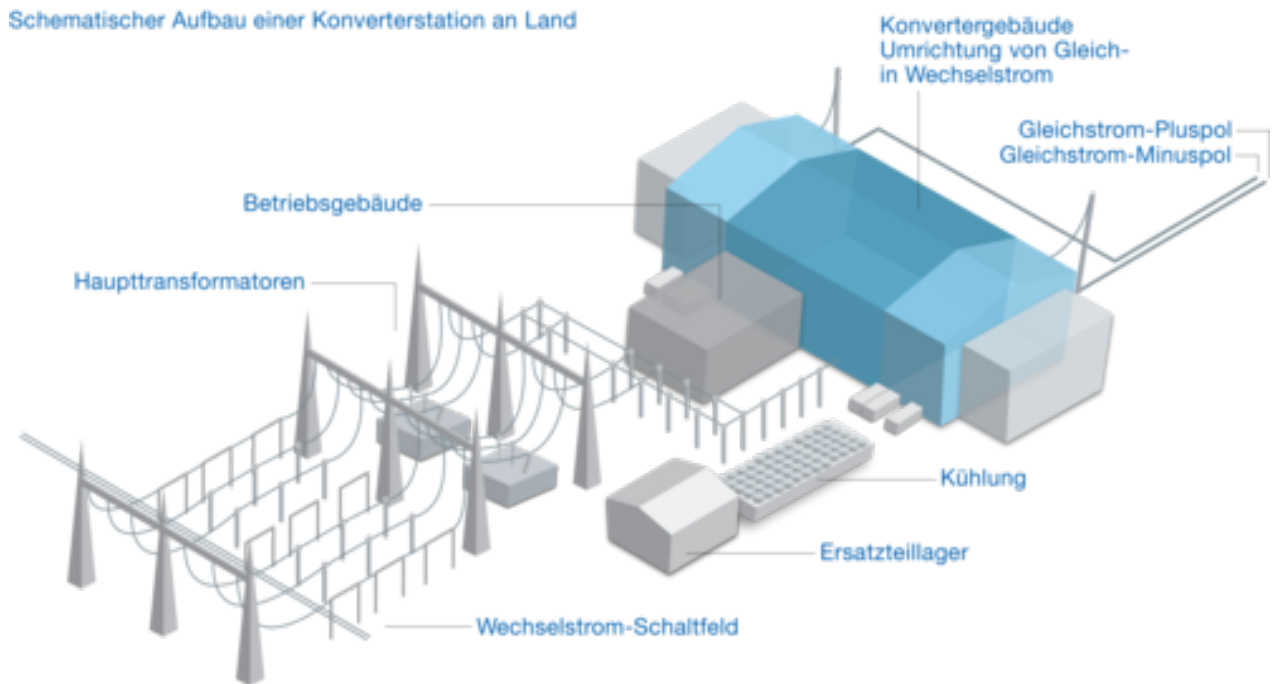 Schematischer Aufbau einer Konverterstation an Land
Konvertergebäude
Umrichtung von Gleich-
in Wechselstrom
Gleichstrom-Pluspol
Gleichstrom-Minuspol
Betriebsgebäude
Haupttransformatoren
Kühlung
Ersatzteillager
Wechselstrom-Schaltfeld